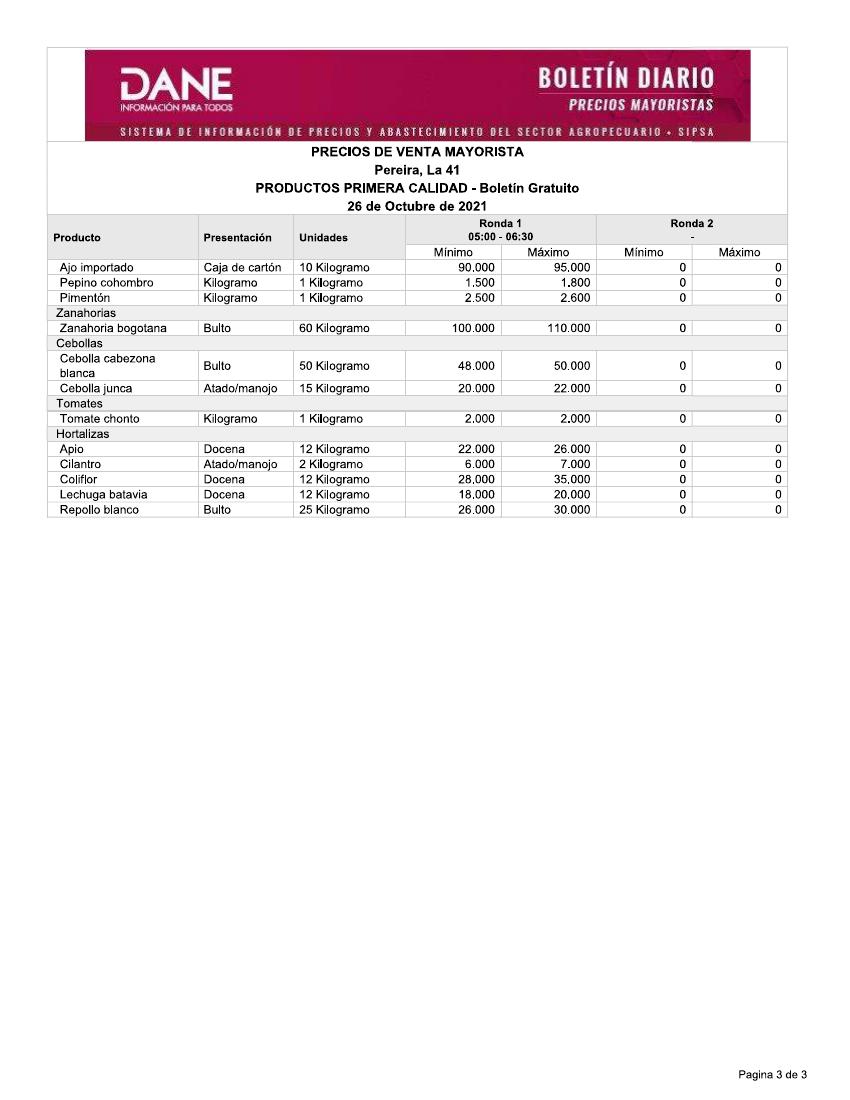 DANE
INFORMACIÓN PARA TODOS
BOLETÍN DIARIO
PRECIOS MAYORISTAS
SISTEMA DE INFORMACIÓN DE PRECIOS Y ABASTECIMIENTO DEL SECTOR AGROPECUARIO • SIPSA
PRECIOS DE VENTA MAYORISTA
Pereira, La 41
PRODUCTOS PRIMERA CALIDAD - Boletín Gratuito
26 de Octubre de 2021
Producto Presentación Unidades Ronda 1 Ronda 2
05:00 - 06:30 -
Mínimo Máximo Mínimo Máximo
Ajo importado Caja de cartón 10 Kilogramo 90.000 95.000 0 0
Pepino cohombro Kilogramo 1 Kilogramo 1.500 1.800 0 0
Pimentón Kilogramo 1 Kilogramo 2.500 2.600 0 0
Zanahorias
Zanahoria bogotana Bulto 60 Kilogramo 100.000 110.000 0 0
Cebollas
Cebolla cabezona
blanca Bulto 50 Kilogramo 48.000 50.000 0 0
Cebolla junca Atado/manojo 15 Kilogramo 20.000 22.000 0 0
Tomates
Tomate chonto Kilogramo 1 Kilogramo 2.000 2.000 0 0
Hortalizas
Apio Docena 12 Kilogramo 22.000 26.000 0 0
Cilantro Atado/manojo 2 Kilogramo 6.000 7.000 0 0
Coliflor Docena 12 Kilogramo 28.000 35.000 0 0
Lechuga batavia Docena 12 Kilogramo 18.000 20.000 0 0
Repollo blanco Bulto 25 Kilogramo 26.000 30.000 0 0
Pagina 3 de 3